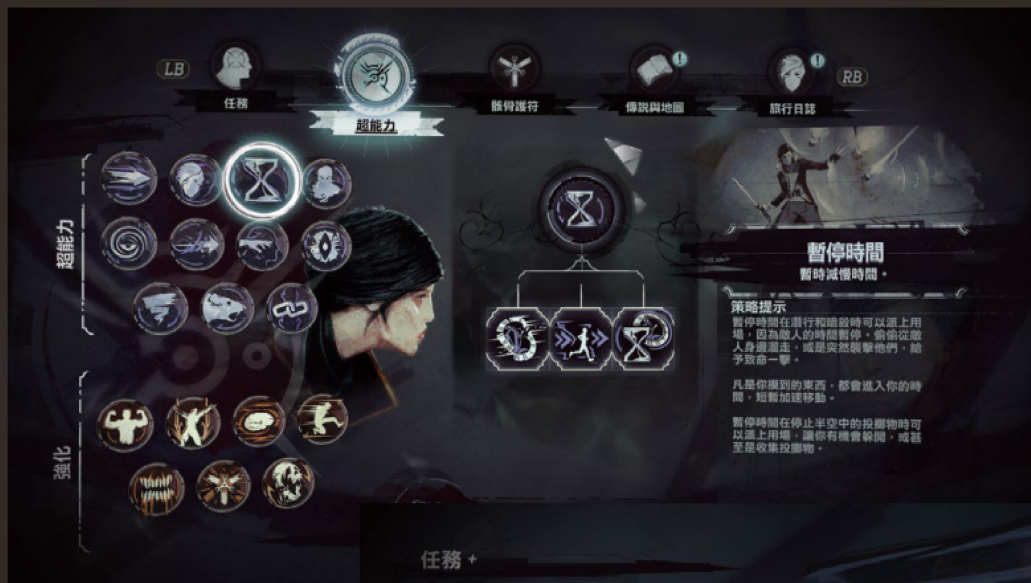 LB
任務
超能力
骸骨護符
傳說與地圖
旅行日誌
RB
超能力
強化
暫停時間
暫時減慢時間。
策略提示
暫停時間在潛行和暗殺時可以派上用
場，因為敵人的時間暫停。偷偷從敵
人身邊溜走，或是突然襲擊他們，給
予致命一擊。
凡是你摸到的東西，都會進入你的時
間，短暫加速移動。
暫停時間在停止半空中的投擲物時可
以派上用場，讓你有機會躲開，或甚
至是收集投擲物。
任務 +